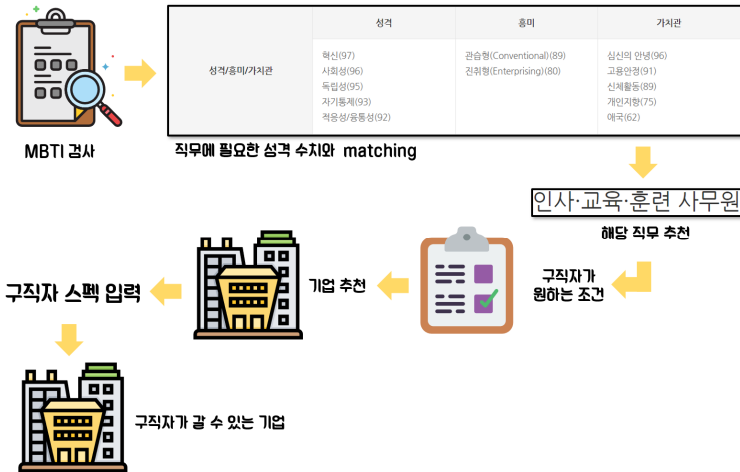 성격 흥미 가치관
성격/흥미/가치관
혁신(97)
사회성(96)
독립성(95)
자기통제(93)
적응성/융통성(92)
관습형(Conventional)(89)
진취형(Enterprising)(80)
심신의 안녕(96)
고용안정(91)
신체활동(89)
개인지향(75)
애국(62)
MBTI 검사
직무에 필요한 성격 수치와 matching
인사·교육·훈련 사무원
해당 직무 추천
구직자가
원하는 조건
기업 추천
구직자 스펙 입력
구직자가 갈 수 있는 기업